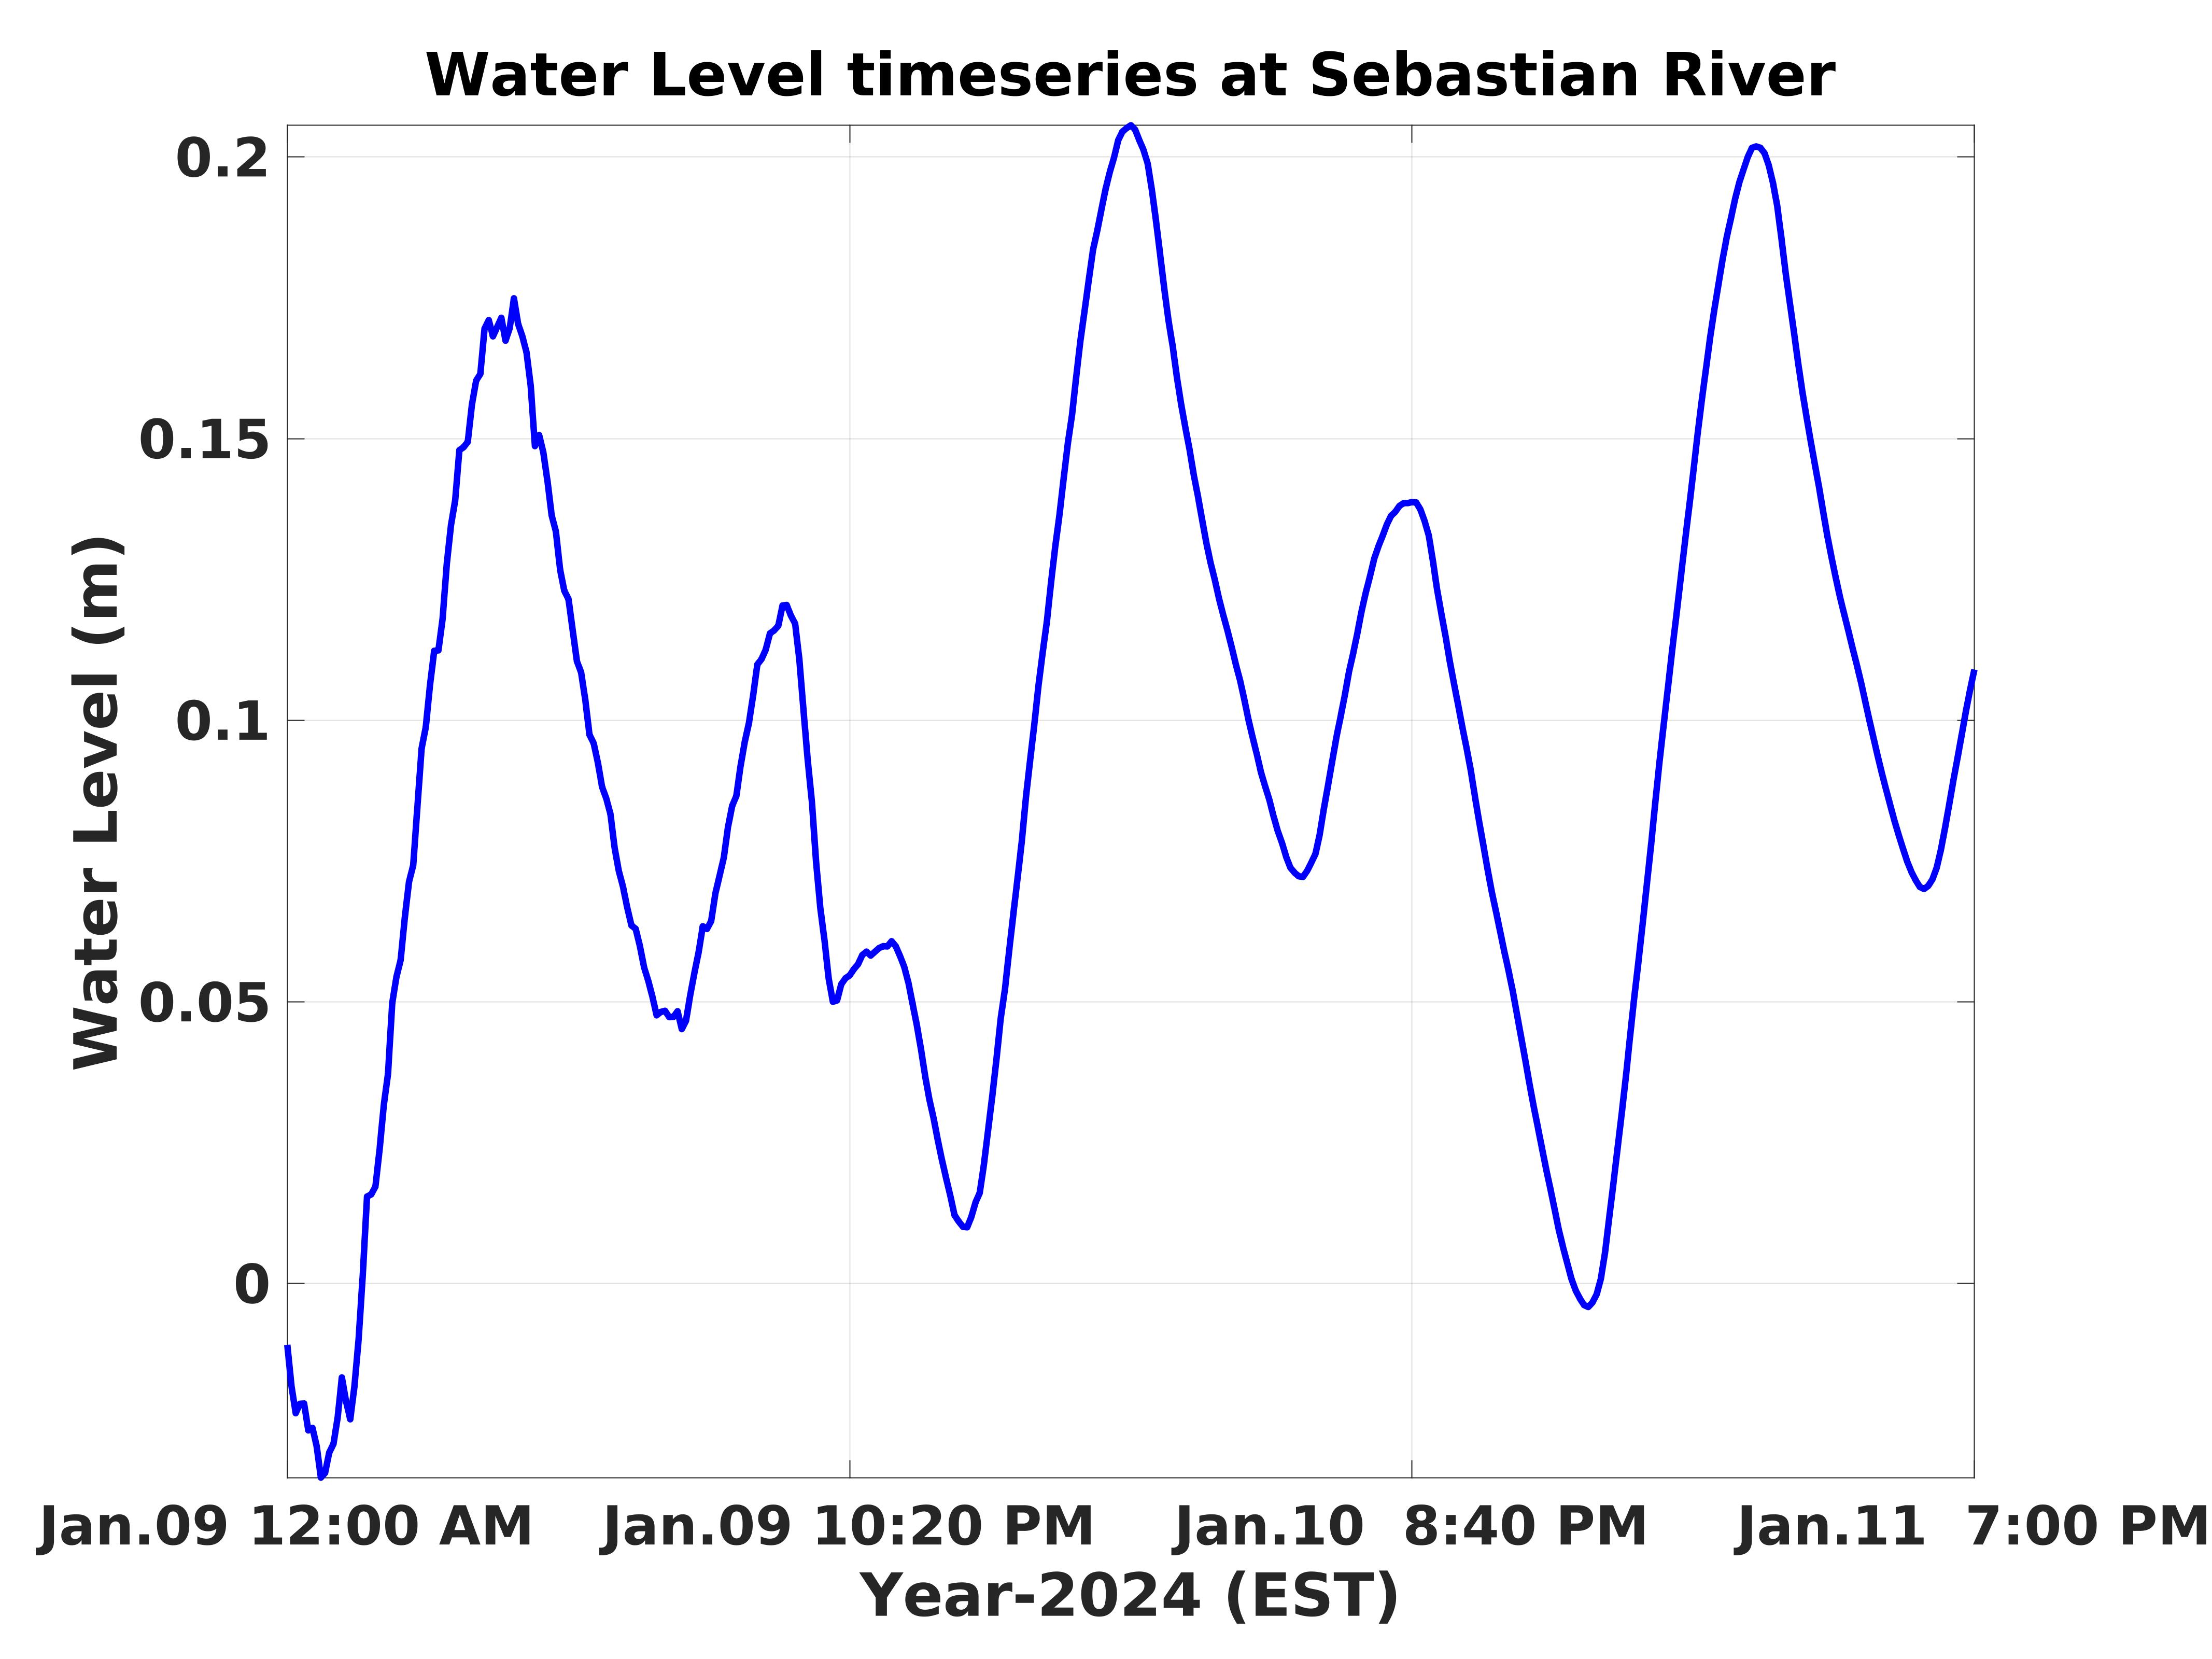 Water Level timeseries at Sebastian River
Water Level (m)
0.2
0.15
0.1
0.05
0
Jan.09 12:00 AM
Jan.09 10:20 PM
Jan.10  8:40 PM
Jan.11  7:00 PM
Year-2024 (EST)